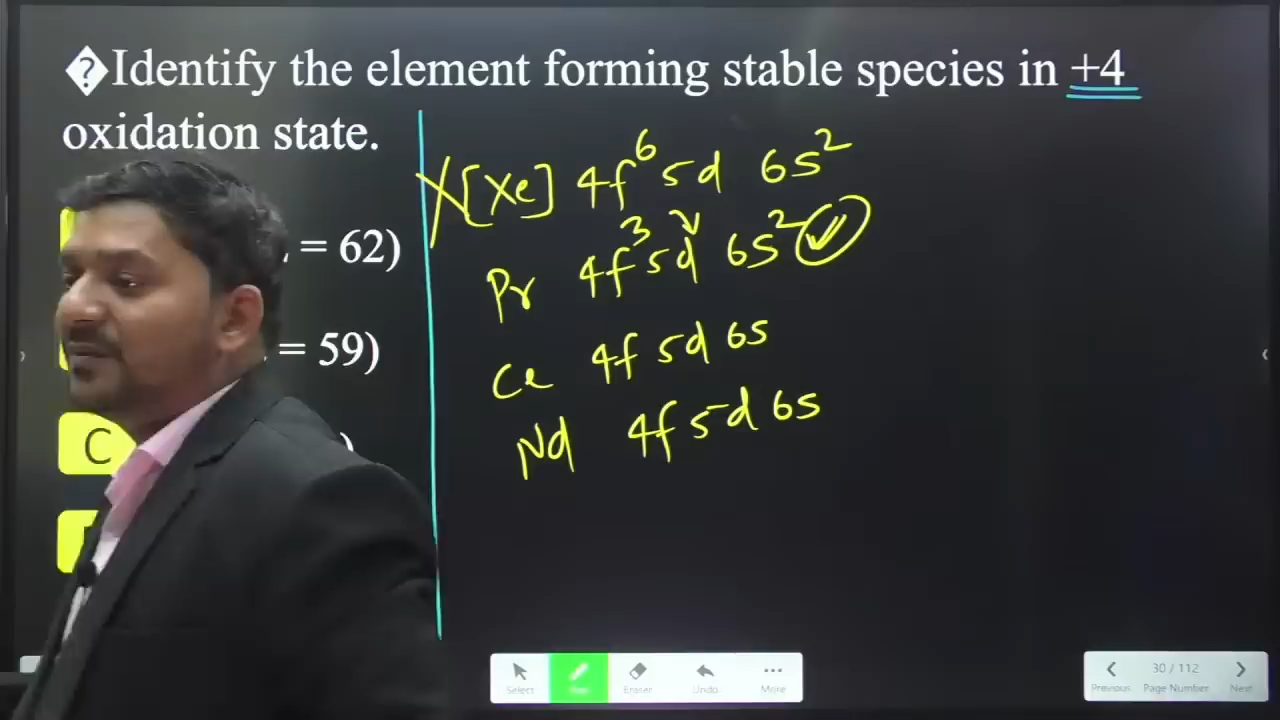 �Identify the element forming stable species in +4
oxidation state.
X[Xe] 4f⁶ 5d 6s²
= 62)
Pr 4f³ 5d 6s² ✓
= 59)
Ce 4f 5d 6s
C )
Nd 4f 5d 6s
Select Pen Eraser Undo More
Previous 30 / 112 Page Number Next